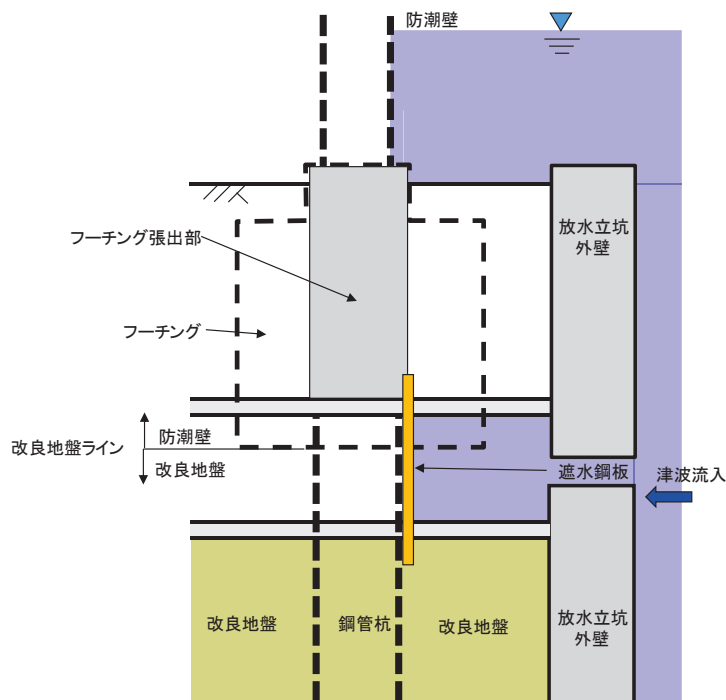 防潮壁
フーチング張出部
放水立坑
外壁
フーチング
防潮壁
改良地盤ライン
改良地盤
遮水鋼板
津波流入
改良地盤
鋼管杭
改良地盤
放水立坑
外壁